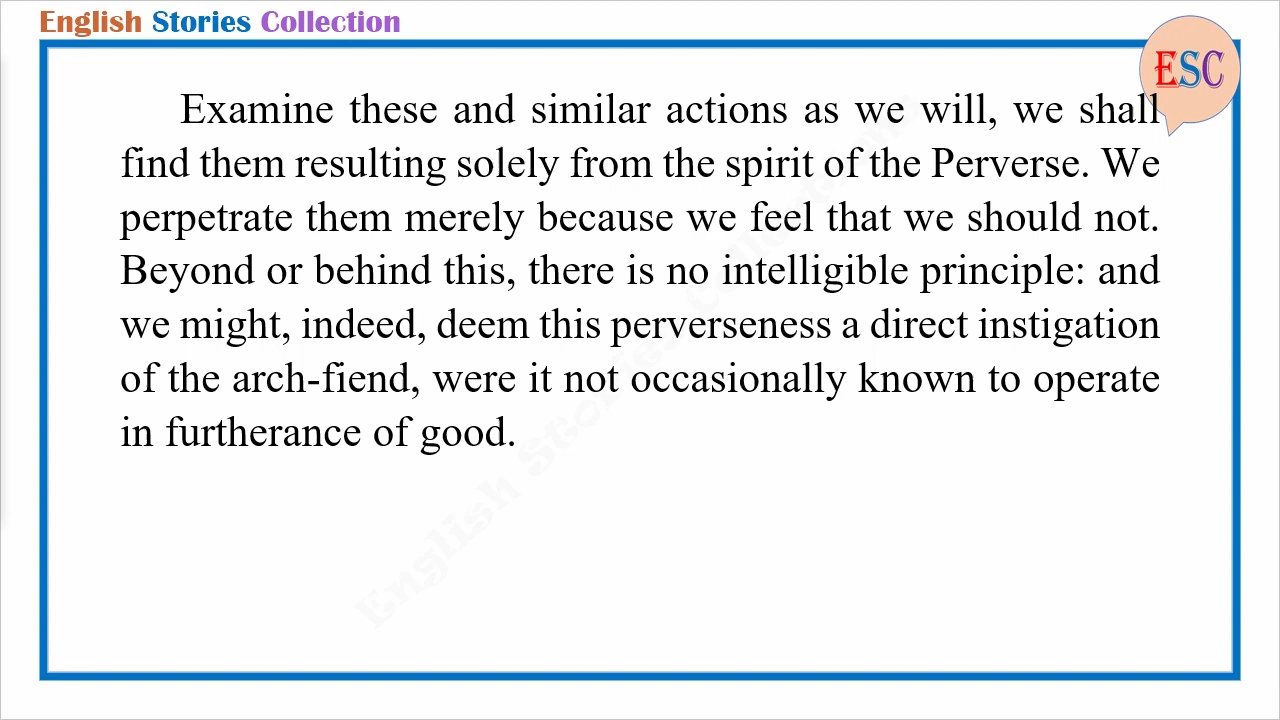 English Stories Collection
ESC
Examine these and similar actions as we will, we shall
find them resulting solely from the spirit of the Perverse. We
perpetrate them merely because we feel that we should not.
Beyond or behind this, there is no intelligible principle: and
we might, indeed, deem this perverseness a direct instigation
of the arch-fiend, were it not occasionally known to operate
in furtherance of good.
English Stories Collections